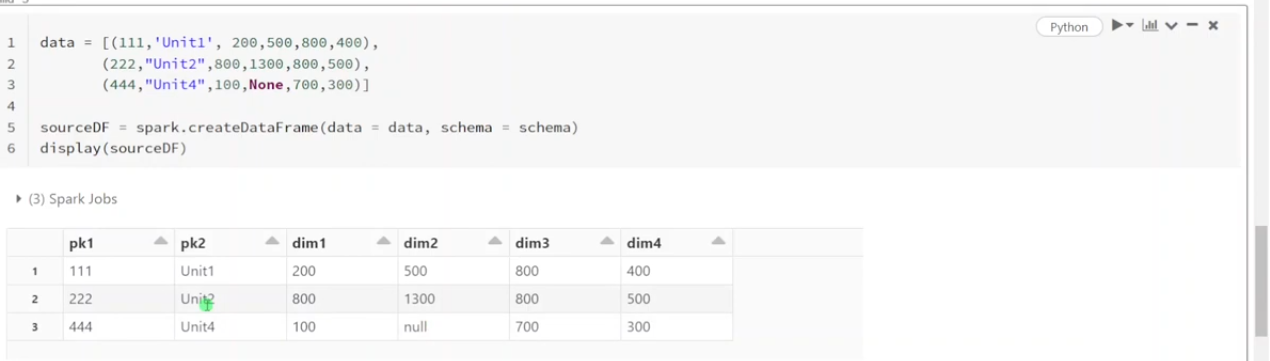 Python
1 data = [(111,'Unit1', 200,500,800,400),
2 (222,"Unit2",800,1300,800,500),
3 (444,"Unit4",100,None,700,300)]
4
5 sourceDF = spark.createDataFrame(data = data, schema = schema)
6 display(sourceDF)
(3) Spark Jobs
pk1 pk2 dim1 dim2 dim3 dim4
1 111 Unit1 200 500 800 400
2 222 Unit2 800 1300 800 500
3 444 Unit4 100 null 700 300